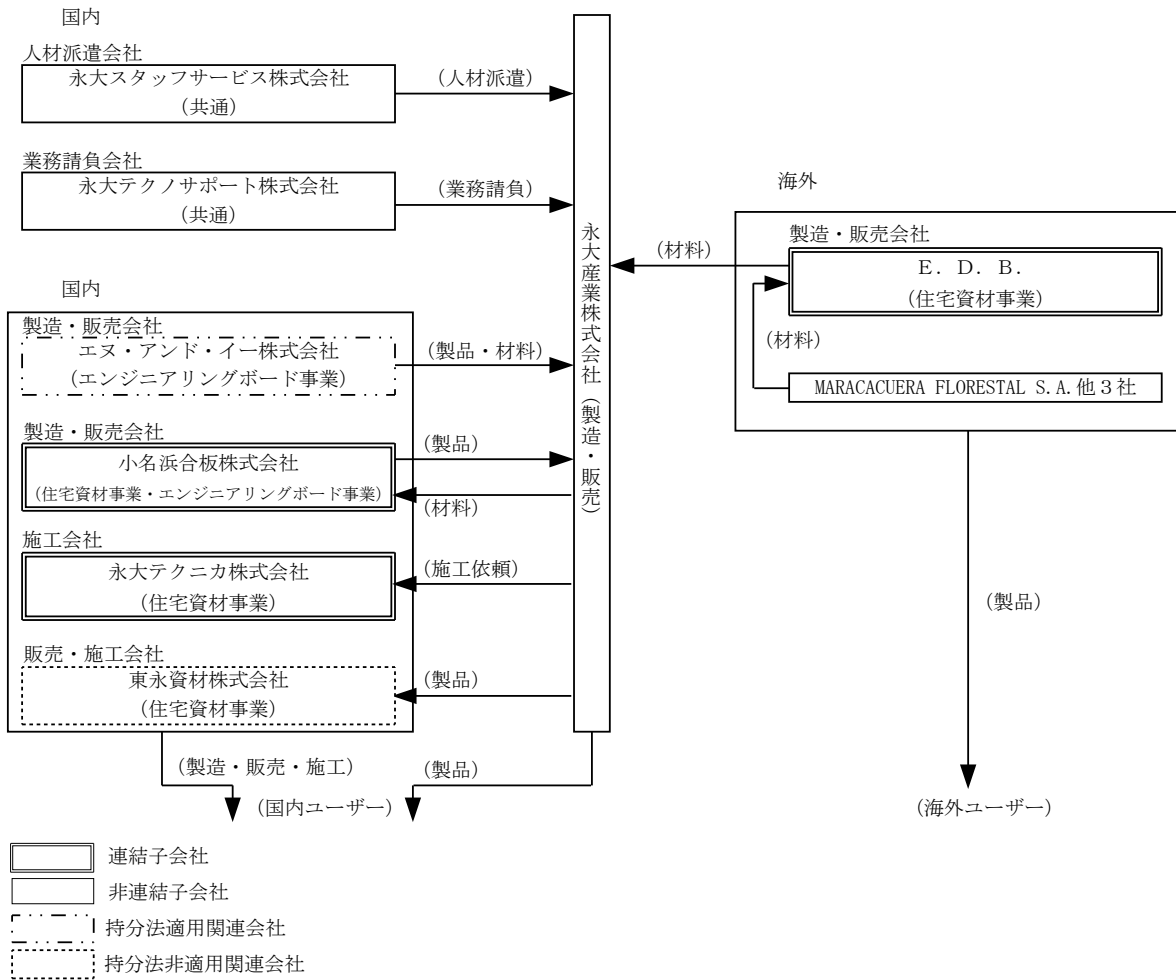 国内
人材派遣会社
永大スタッフサービス株式会社
(共通)
(人材派遣)
業務請負会社
永大テクノサポート株式会社
(共通)
(業務請負)
国内
製造・販売会社
エヌ・アンド・イー株式会社
(エンジニアリングボード事業)
(製品・材料)
製造・販売会社
小名浜合板株式会社
(住宅資材事業・エンジニアリングボード事業)
(製品)
(材料)
施工会社
永大テクニカ株式会社
(住宅資材事業)
(施工依頼)
販売・施工会社
東永資材株式会社
(住宅資材事業)
(製品)
永大産業株式会社(製造・販売)
海外
製造・販売会社
E．D．B．
(住宅資材事業)
(材料)
(材料)
MARACACUERA FLORESTAL S.A.他３社
(製品)
(製造・販売・施工)
(製品)
(国内ユーザー)
(海外ユーザー)
連結子会社
非連結子会社
持分法適用関連会社
持分法非適用関連会社